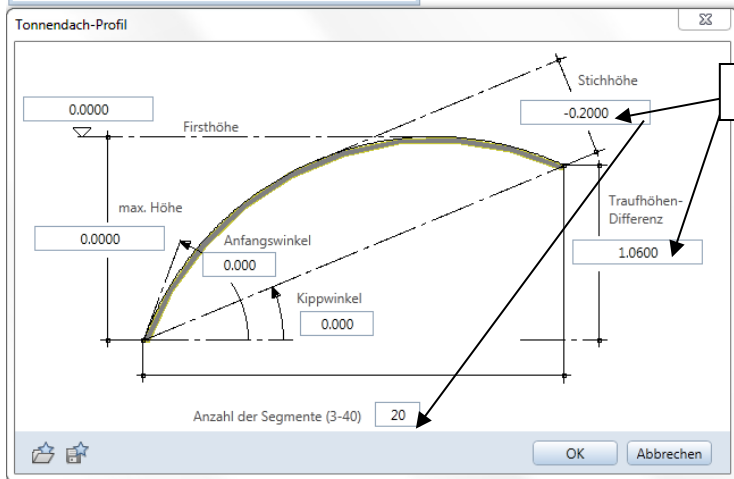 Tonnendach-Profil
Stichhöhe
0.0000
-0.2000
Firsthöhe
max. Höhe
Traufhöhen-
Differenz
0.0000
Anfangswinkel
1.0600
0.000
Kippwinkel
0.000
Anzahl der Segmente (3-40) 20
OK Abbrechen